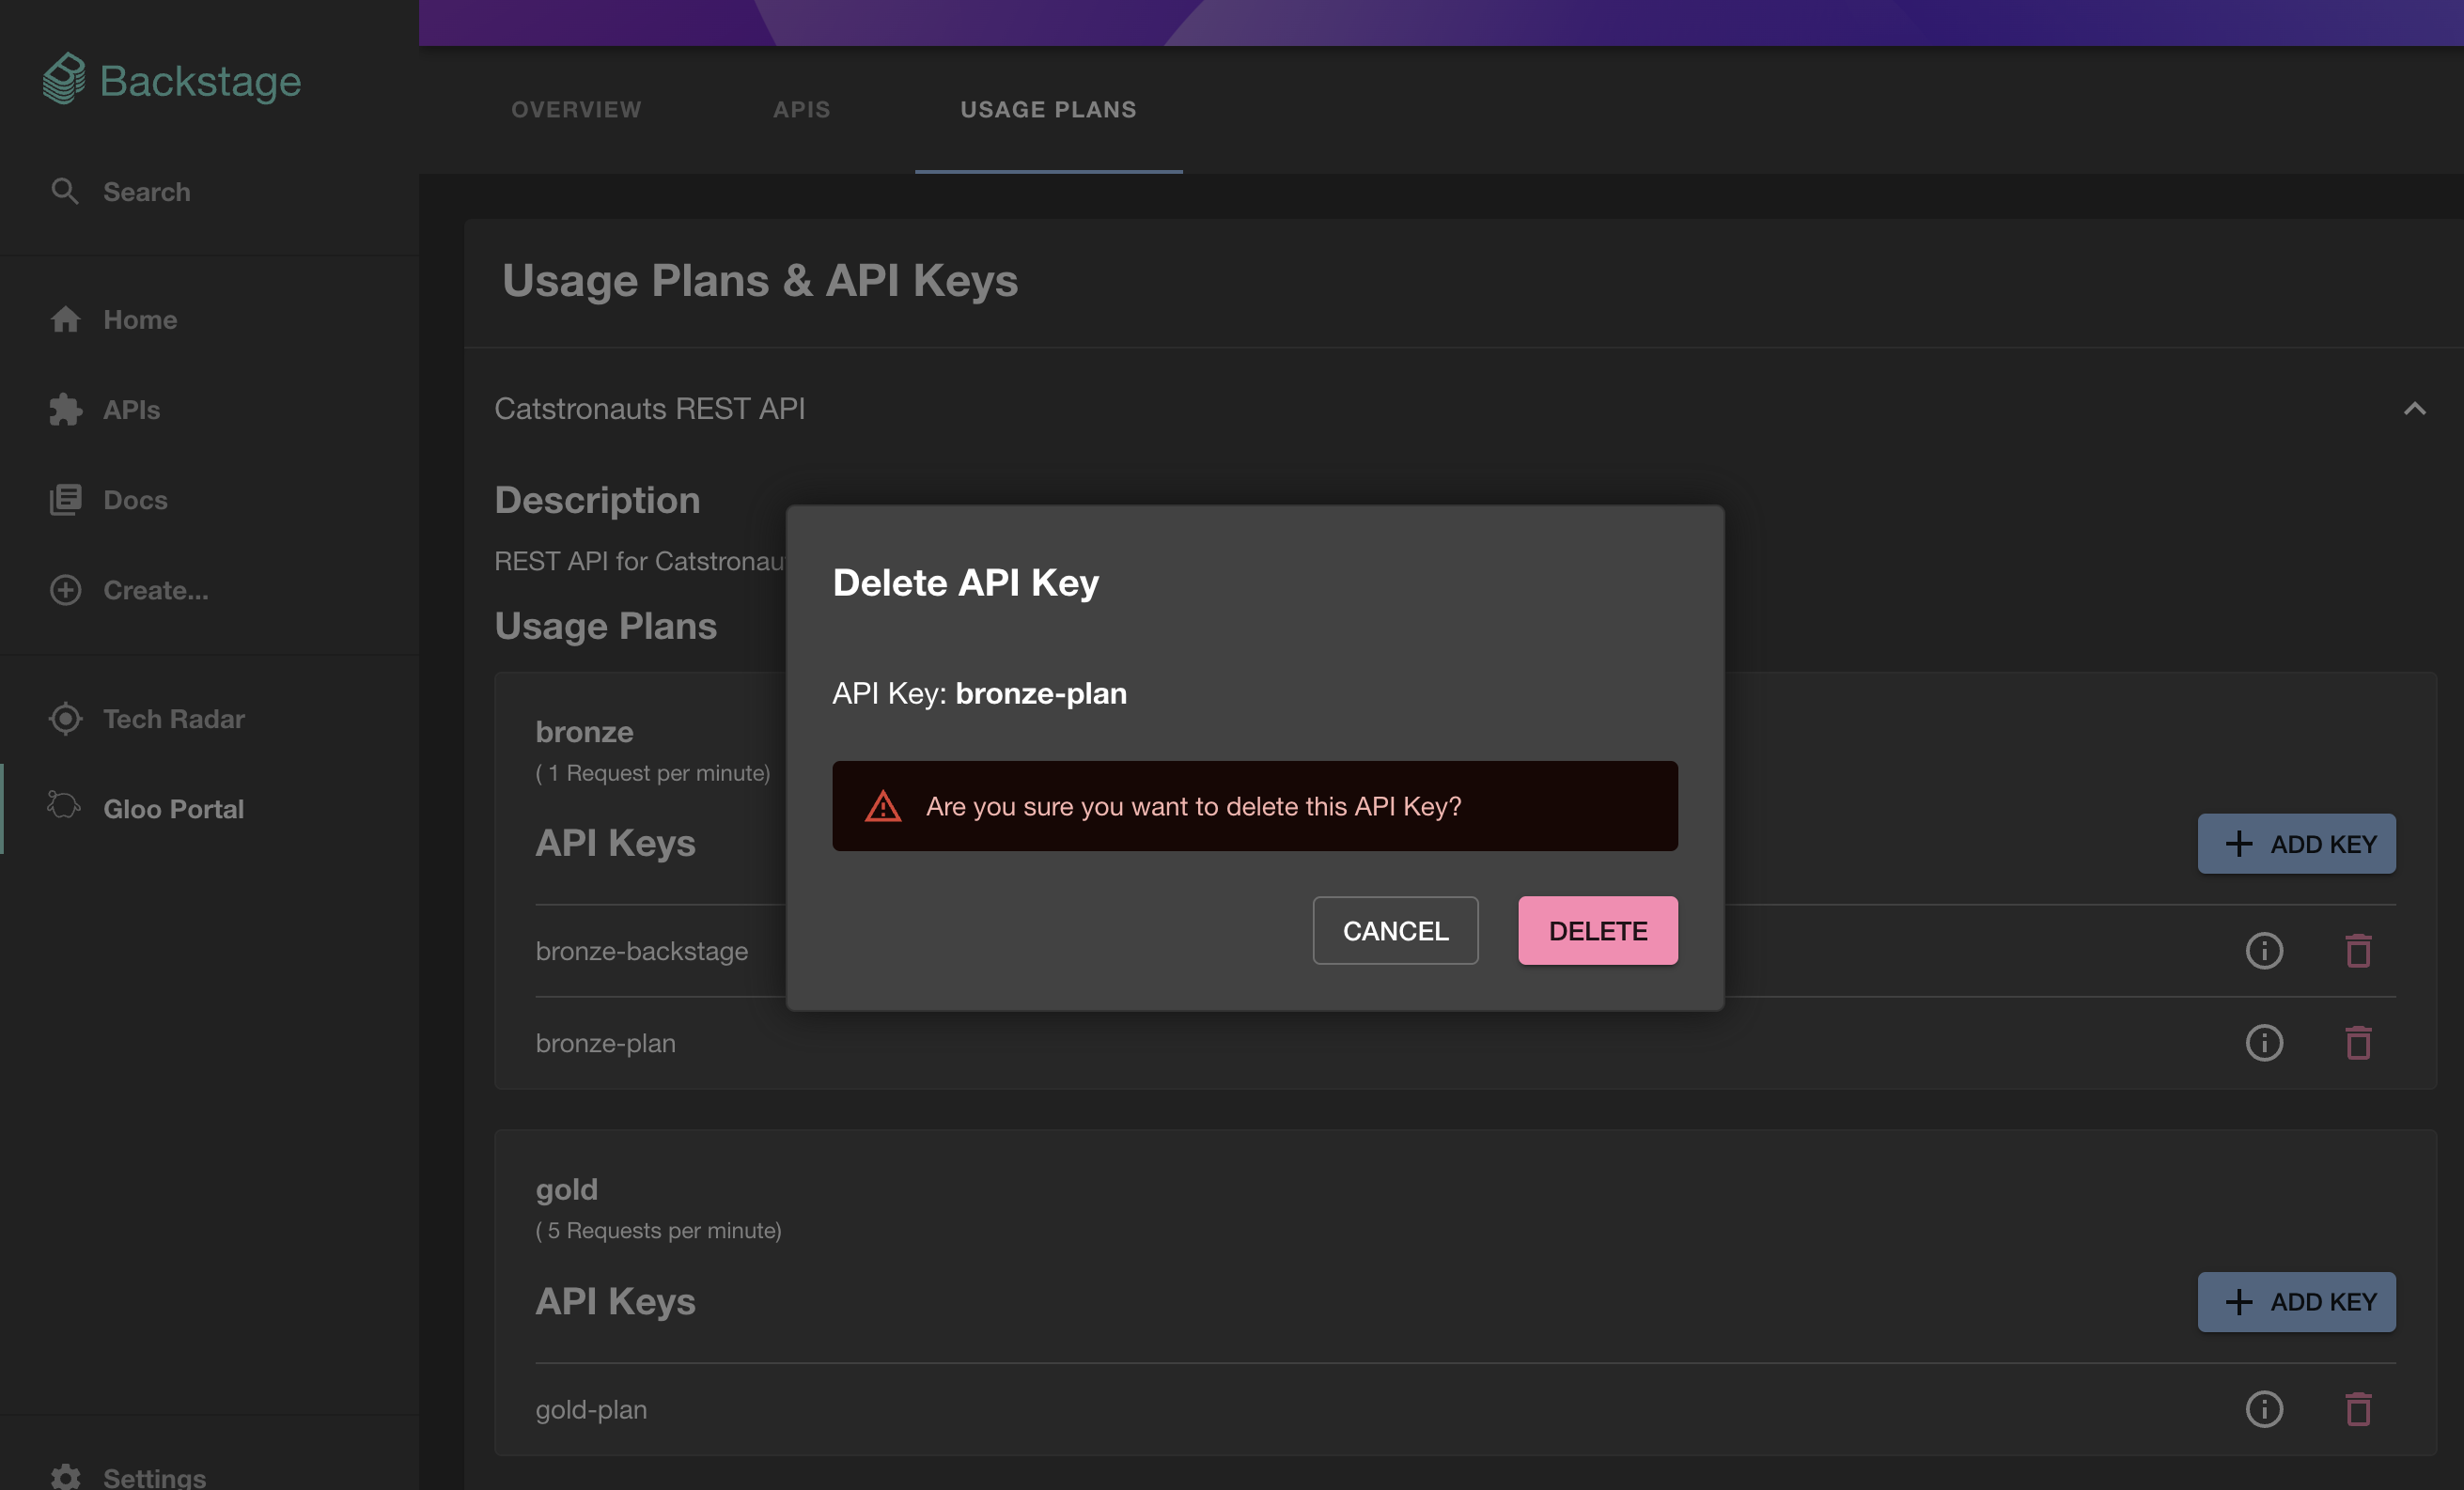 Backstage
Search
Home
APIs
Docs
Create...
Tech Radar
Gloo Portal
Settings
OVERVIEW
APIS
USAGE PLANS
Usage Plans & API Keys
Catstronauts REST API
Description
REST API for Catstronau
Usage Plans
bronze
( 1 Request per minute)
API Keys
ADD KEY
bronze-backstage
bronze-plan
gold
( 5 Requests per minute)
API Keys
ADD KEY
gold-plan
Delete API Key
API Key: bronze-plan
Are you sure you want to delete this API Key?
CANCEL
DELETE